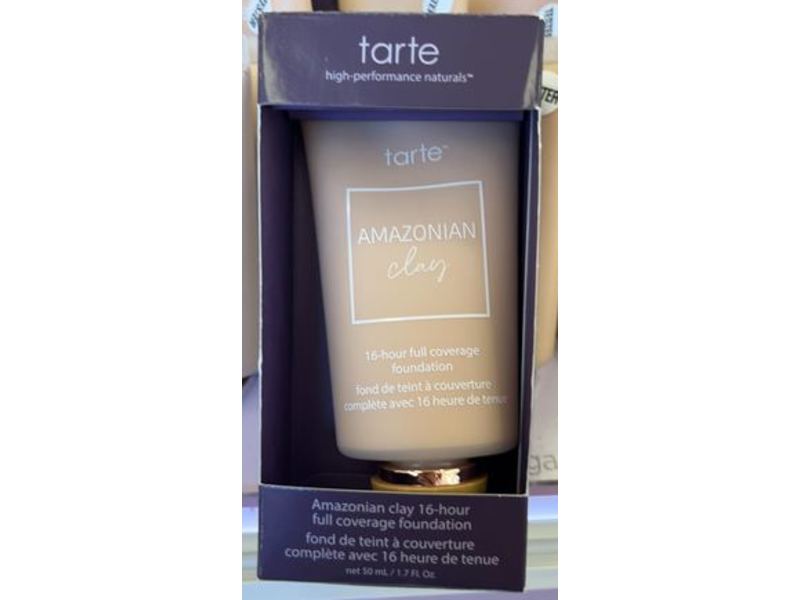 tarte
high-performance naturals™
tarte™
AMAZONIAN
clay
16-hour full coverage
foundation
fond de teint à couverture
complète avec 16 heure de tenue
Amazonian clay 16-hour
full coverage foundation
fond de teint à couverture
complète avec 16 heure de tenue
net 50 mL / 1.7 FL Oz